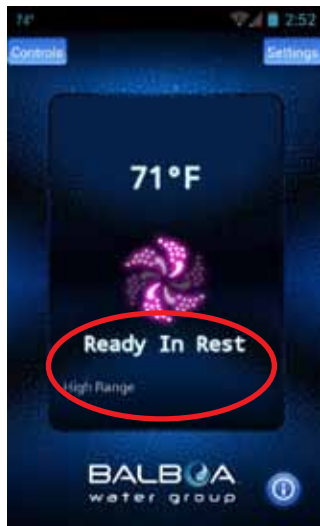 74°
2:52
Controls
Settings
71°F
Ready In Rest
High Range
BALBOA
water group